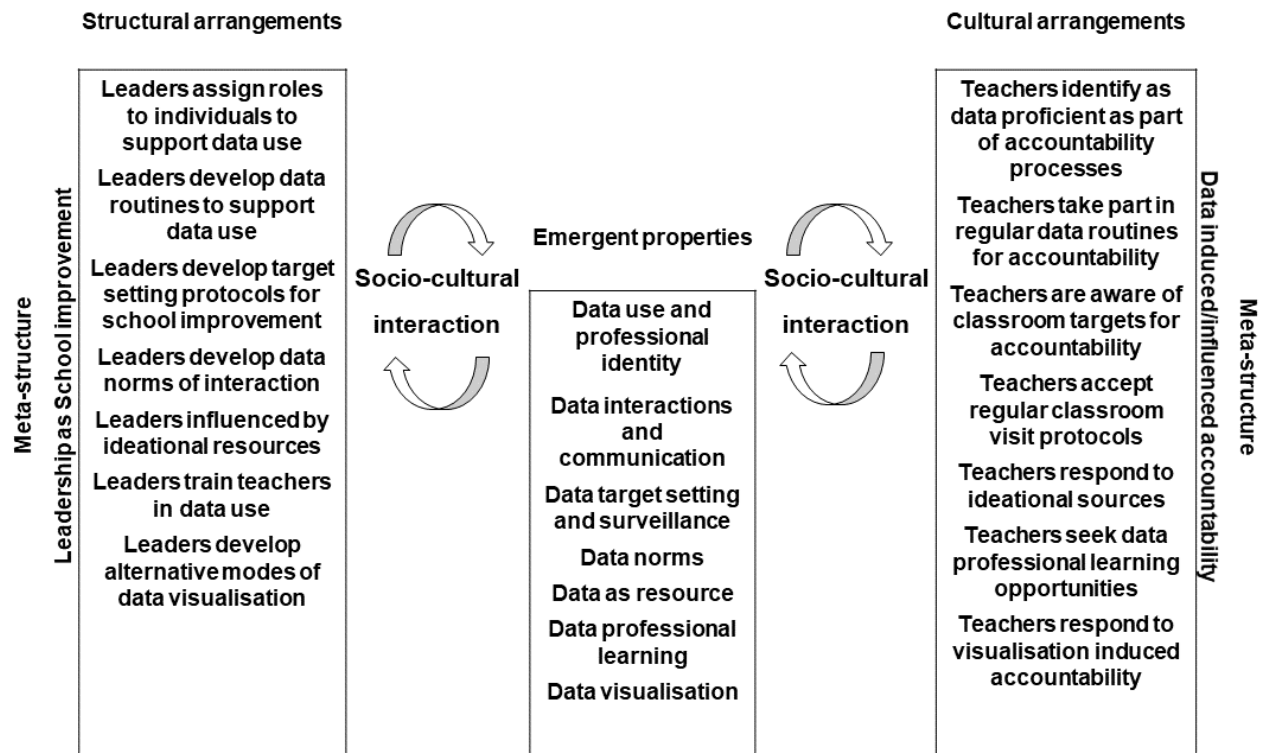 Structural arrangements
Cultural arrangements
Meta-structure
Leadership as School improvement
Leaders assign roles
to individuals to
support data use
Leaders develop data
routines to support
data use
Leaders develop target
setting protocols for
school improvement
Leaders develop data
norms of interaction
Leaders influenced by
ideational resources
Leaders train teachers
in data use
Leaders develop
alternative modes of
data visualisation
Socio-cultural
interaction
Emergent properties
Data use and
professional
identity
Data interactions
and
communication
Data target setting
and surveillance
Data norms
Data as resource
Data professional
learning
Data visualisation
Socio-cultural
interaction
Teachers identify as
data proficient as part
of accountability
processes
Teachers take part in
regular data routines
for accountability
Teachers are aware of
classroom targets for
accountability
Teachers accept
regular classroom
visit protocols
Teachers respond to
ideational sources
Teachers seek data
professional learning
opportunities
Teachers respond to
visualisation induced
accountability
Data induced/influenced accountability
Meta-structure